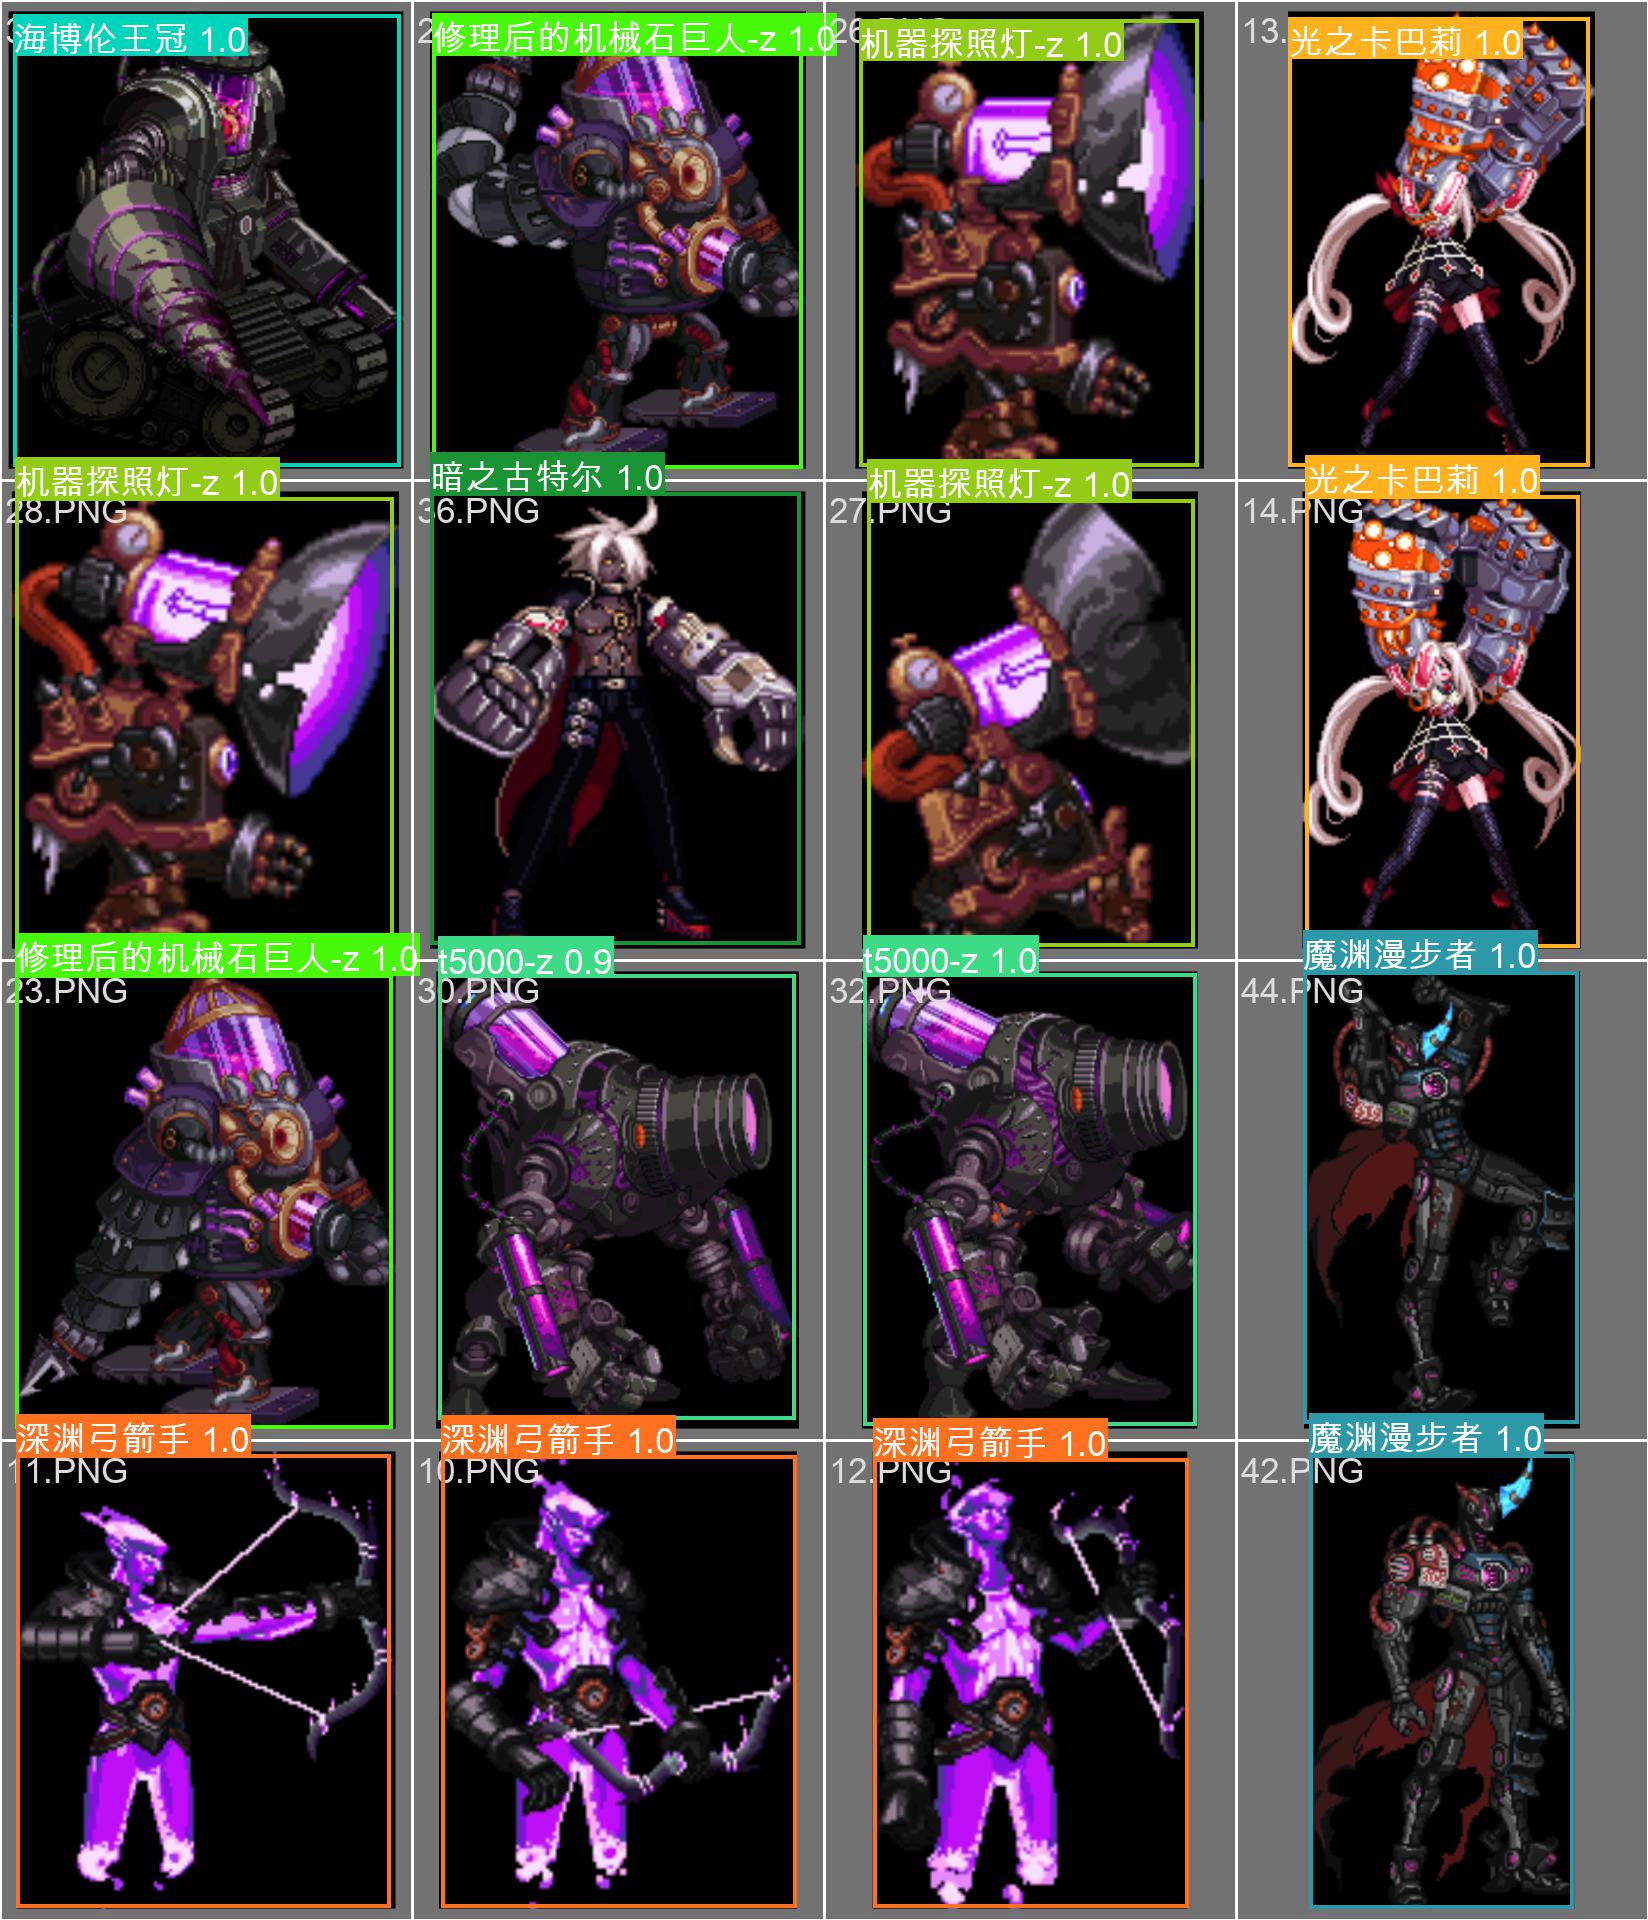 海博伦王冠 1.0
修理后的机械石巨人-z 1.0
机器探照灯-z 1.0
13.
光之卡巴莉 1.0
机器探照灯-z 1.0
28.PNG
暗之古特尔 1.0
36.PNG
机器探照灯-z 1.0
27.PNG
光之卡巴莉 1.0
14.PNG
修理后的机械石巨人-z 1.0
23.PNG
t5000-z 0.9
30.PNG
t5000-z 1.0
32.PNG
魔渊漫步者 1.0
44.PNG
深渊弓箭手 1.0
11.PNG
深渊弓箭手 1.0
10.PNG
深渊弓箭手 1.0
12.PNG
魔渊漫步者 1.0
42.PNG